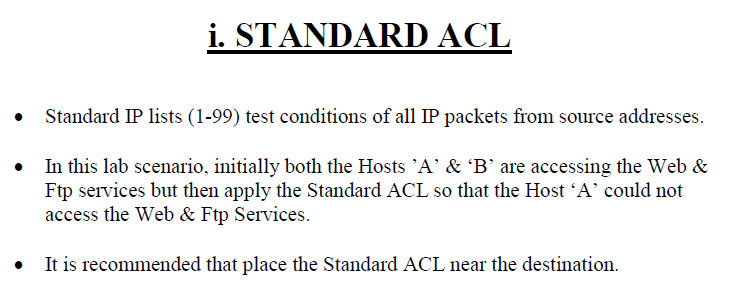 i. STANDARD ACL
• Standard IP lists (1-99) test conditions of all IP packets from source addresses.
• In this lab scenario, initially both the Hosts ’A’ & ‘B’ are accessing the Web &
Ftp services but then apply the Standard ACL so that the Host ‘A’ could not
access the Web & Ftp Services.
• It is recommended that place the Standard ACL near the destination.